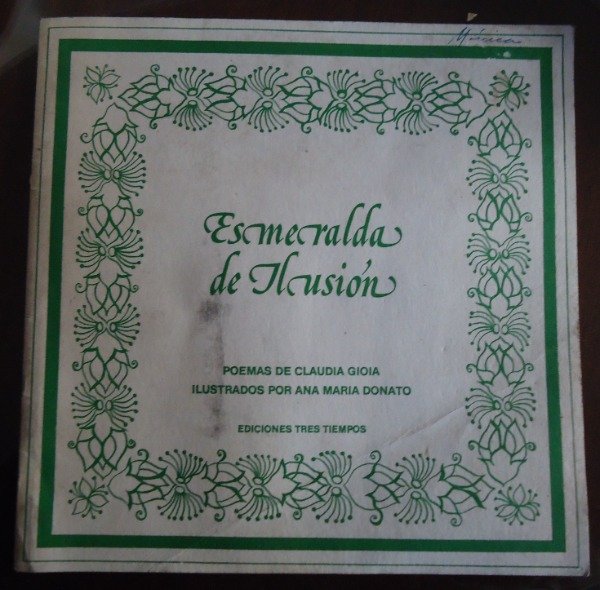 Esmeralda
de Ilusión
POEMAS DE CLAUDIA GIOIA
ILUSTRADOS POR ANA MARIA DONATO
EDICIONES TRES TIEMPOS